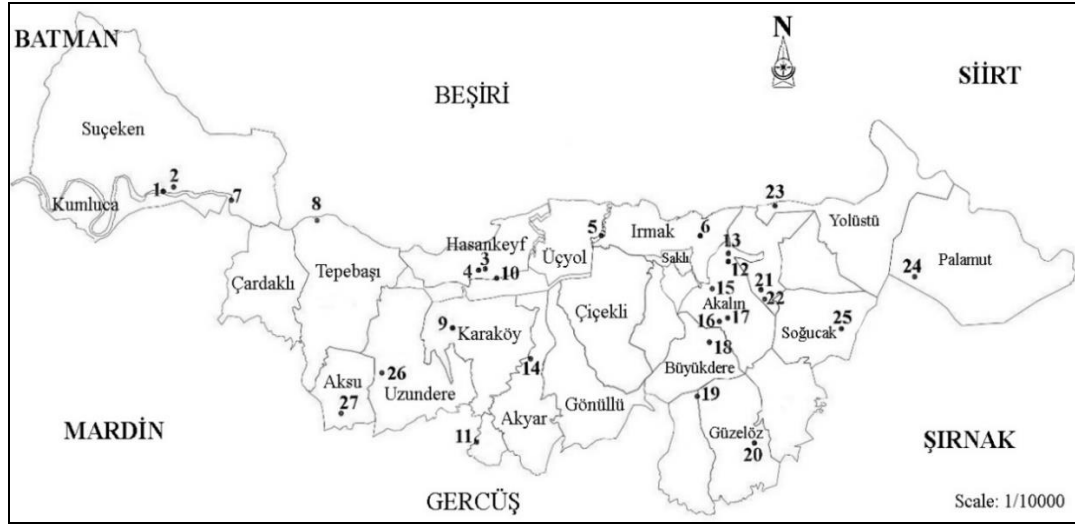 BATMAN
N
SİİRT
BEŞİRİ
Suçeken
2
1
Kumluca
7
8
23
Yolüstü
5
Irmak
6
Hasankeyf
Üçyol
13
Saklı
12
Palamut
4
3
10
24
Çardaklı
Tepebaşı
15
21
22
Akalın
Çiçekli
16
17
25
Soğucak
9
Karaköy
18
Büyükdere
14
Aksu
26
Uzundere
27
19
Akyar
Gönüllü
MARDİN
11
Güzelöz
20
ŞIRNAK
GERCÜŞ
Scale: 1/10000